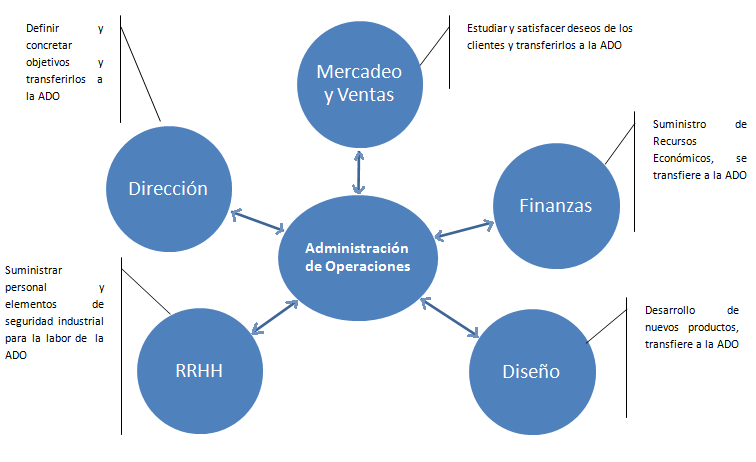 Definir y
concretar
objetivos y
transferirlos a
la ADO
Mercadeo
y Ventas
Estudiar y satisfacer deseos de los
clientes y transferirlos a la ADO
Dirección
Finanzas
Suministro de
Recursos
Económicos, se
transfiere a la ADO
Administración
de Operaciones
Suministrar
personal y
elementos de
seguridad industrial
para la labor de la
ADO
RRHH
Diseño
Desarrollo de
nuevos productos,
transfiere a la ADO